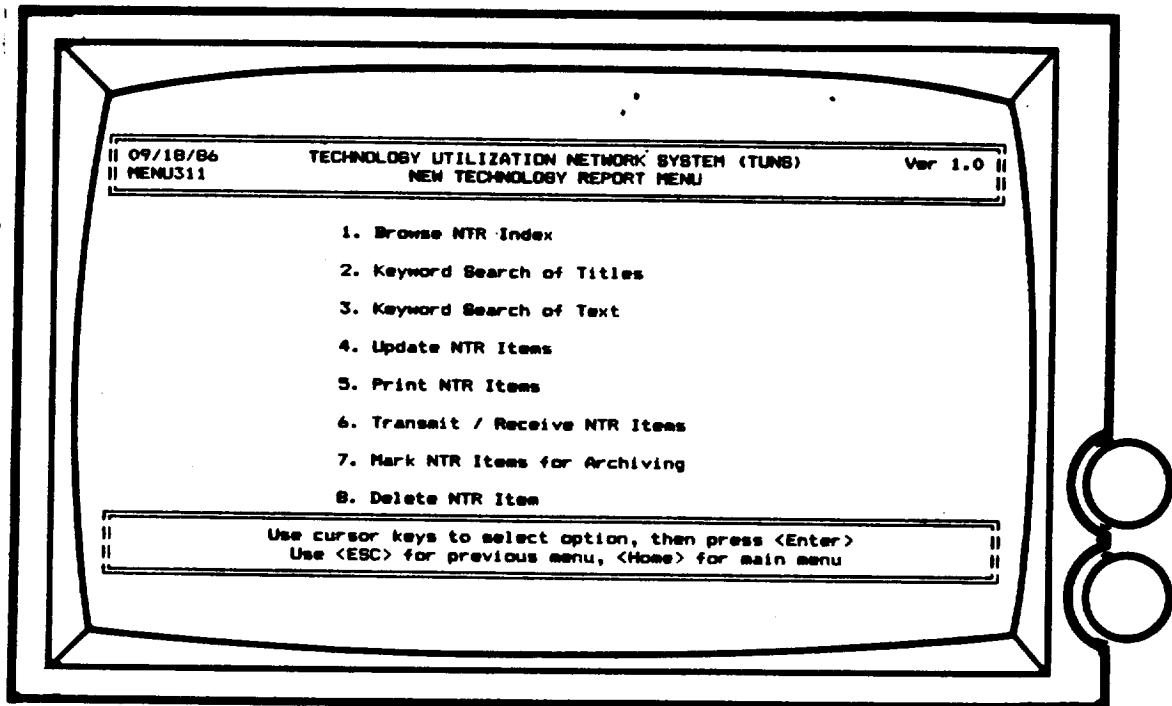 09/18/86 TECHNOLOGY UTILIZATION NETWORK SYSTEM (TUNS) Ver 1.0
MENU311 NEW TECHNOLOGY REPORT MENU
1. Browse NTR Index
2. Keyword Search of Titles
3. Keyword Search of Text
4. Update NTR Items
5. Print NTR Items
6. Transmit / Receive NTR Items
7. Mark NTR Items for Archiving
8. Delete NTR Item
Use cursor keys to select option, then press <Enter>
Use <ESC> for previous menu, <Home> for main menu